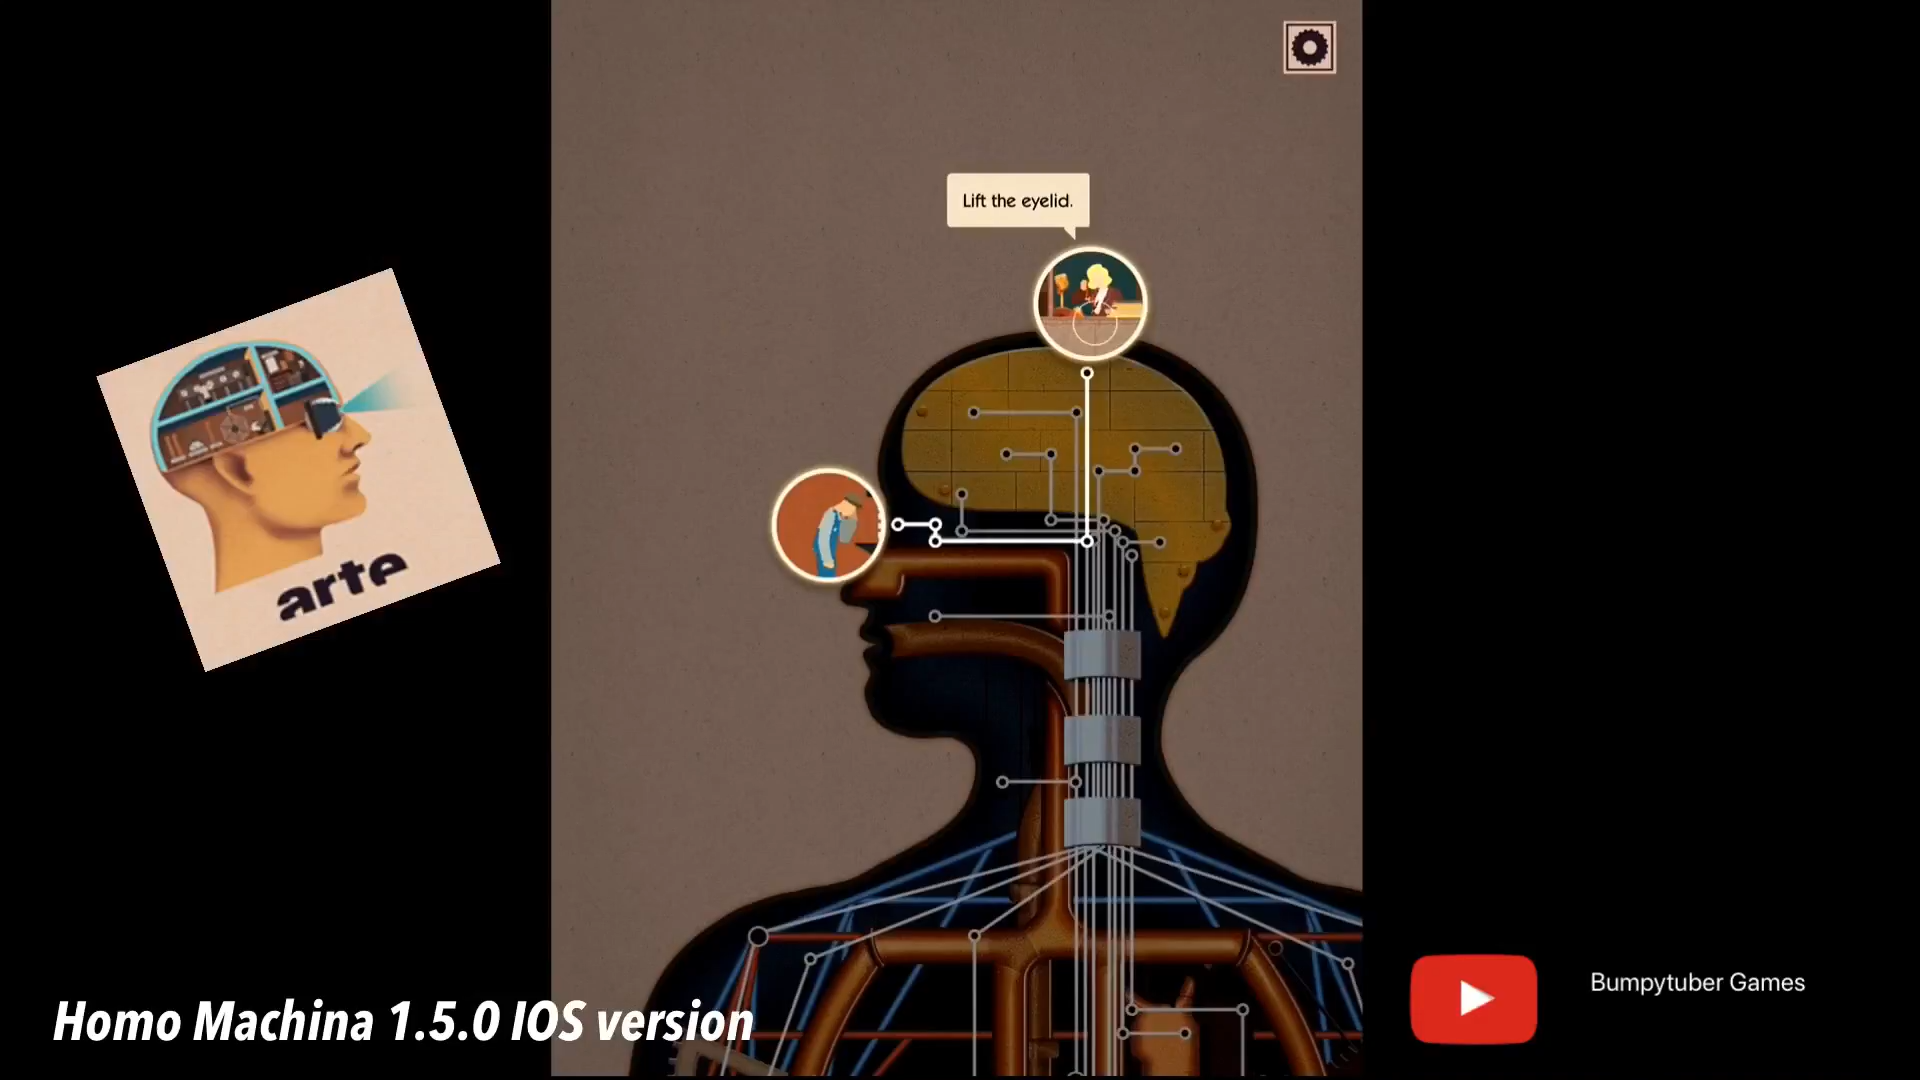 Lift the eyelid.
arte
Homo Machina 1.5.0 IOS version
Bumpytuber Games